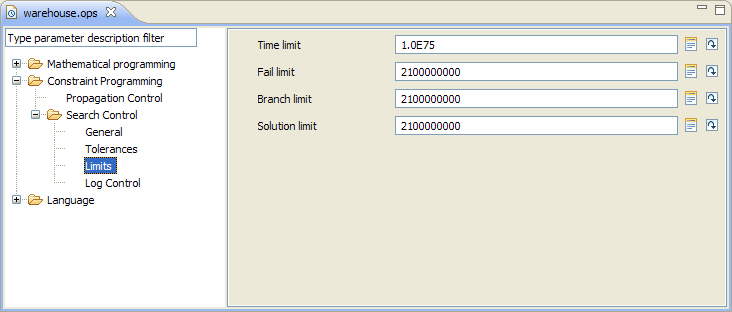 warehouse.ops
Type parameter description filter
Mathematical programming
Constraint Programming
Propagation Control
Search Control
General
Tolerances
Limits
Log Control
Language
Time limit 1.0E75
Fail limit 2100000000
Branch limit 2100000000
Solution limit 2100000000